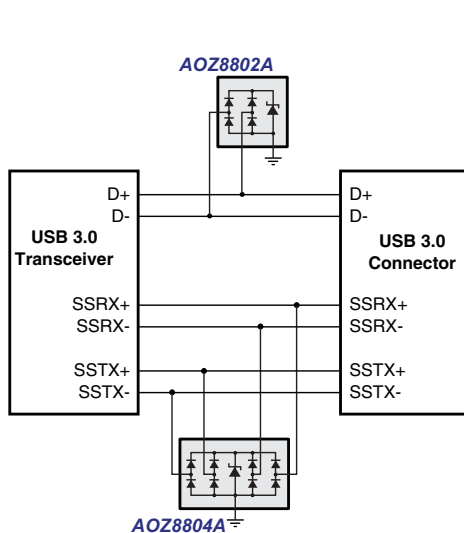 AOZ8802A
D+
D-
USB 3.0
Transceiver
SSRX+
SSRX-
SSTX+
SSTX-
D+
D-
USB 3.0
Connector
SSRX+
SSRX-
SSTX+
SSTX-
AOZ8804A